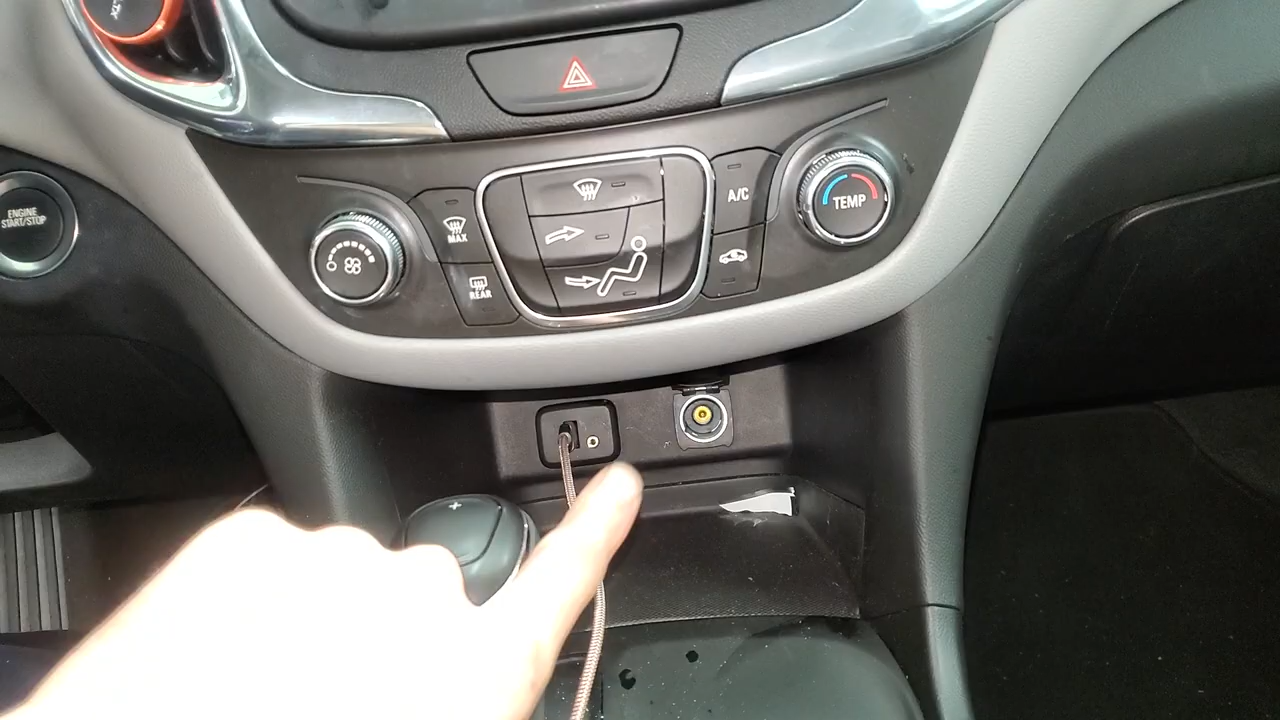 ENGINE
START/STOP
MAX
REAR
A/C
TEMP
+